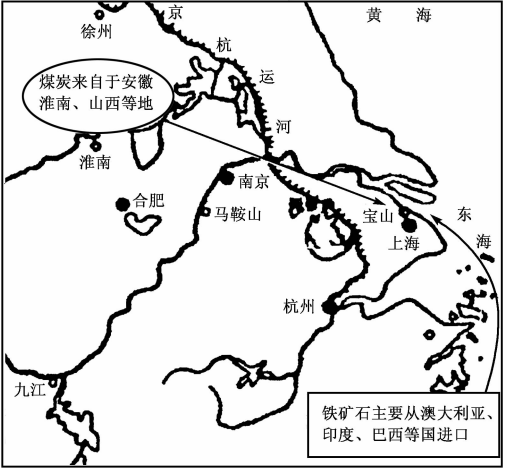 京
徐州
黄 海
杭
煤炭来自于安徽
淮南、山西等地
运
河
淮南
南京
合肥
马鞍山
宝山
东
上海
海
杭州
九江
铁矿石主要从澳大利亚、
印度、巴西等国进口